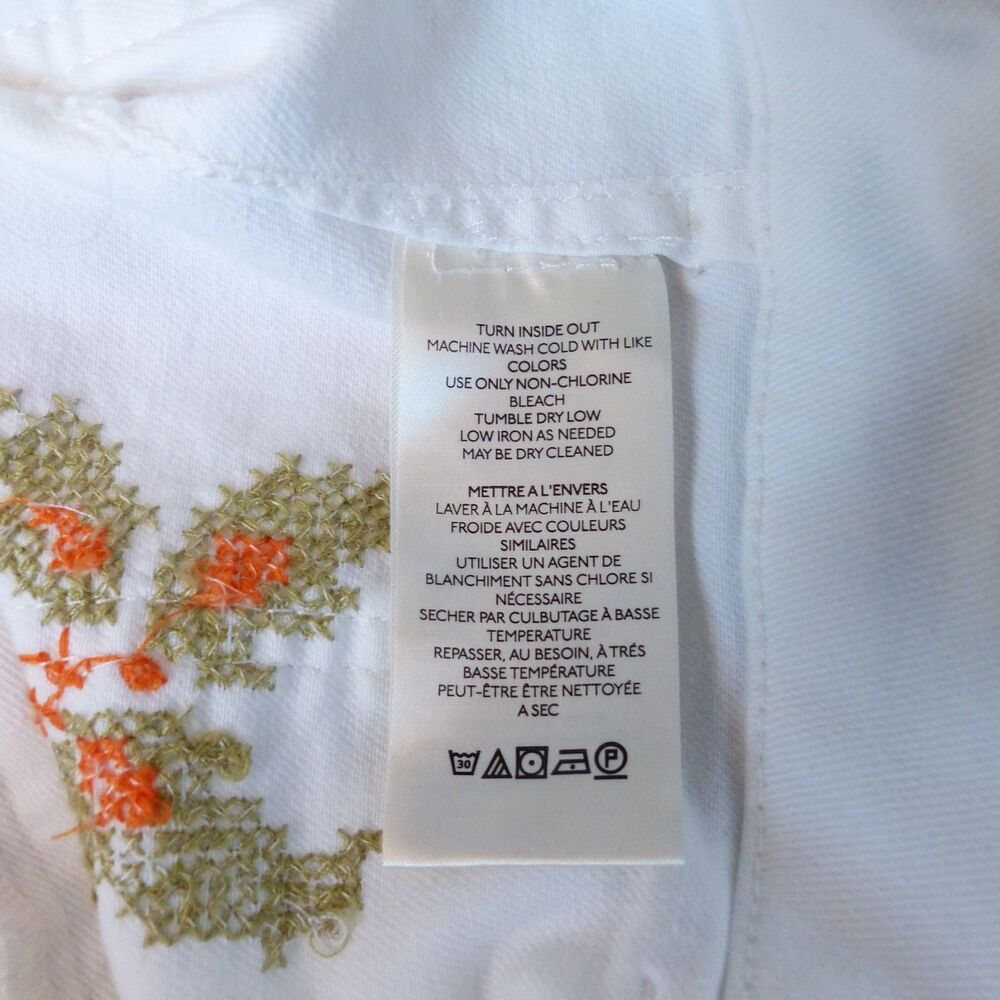 TURN INSIDE OUT
MACHINE WASH COLD WITH LIKE
COLORS
USE ONLY NON-CHLORINE
BLEACH
TUMBLE DRY LOW
LOW IRON AS NEEDED
MAY BE DRY CLEANED
METTRE A L'ENVERS
LAVER À LA MACHINE À L'EAU
FROIDE AVEC COULEURS
SIMILAIRES
UTILISER UN AGENT DE
BLANCHIMENT SANS CHLORE SI
NÉCESSAIRE
SECHER PAR CULBUTAGE À BASSE
TEMPERATURE
REPASSER, AU BESOIN, À TRÉS
BASSE TEMPÉRATURE
PEUT-ÊTRE ÊTRE NETTOYÉE
A SEC
30 P